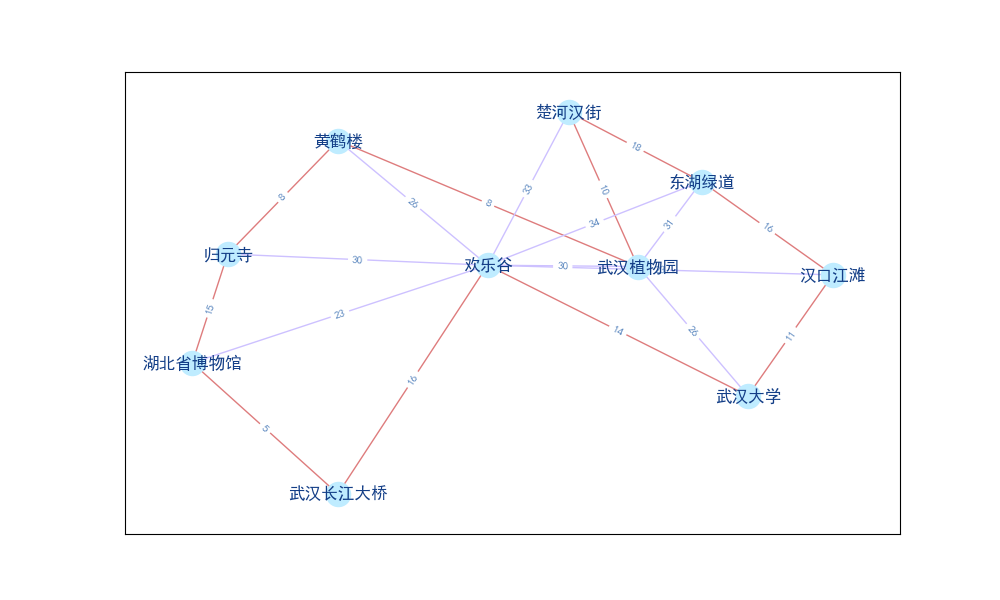 楚河汉街
黄鹤楼
18
东湖绿道
10
33
8
26
8
34
31
16
归元寺
30
欢乐谷
30
武汉植物园
汉口江滩
15
23
14
26
11
湖北省博物馆
16
武汉大学
5
武汉长江大桥